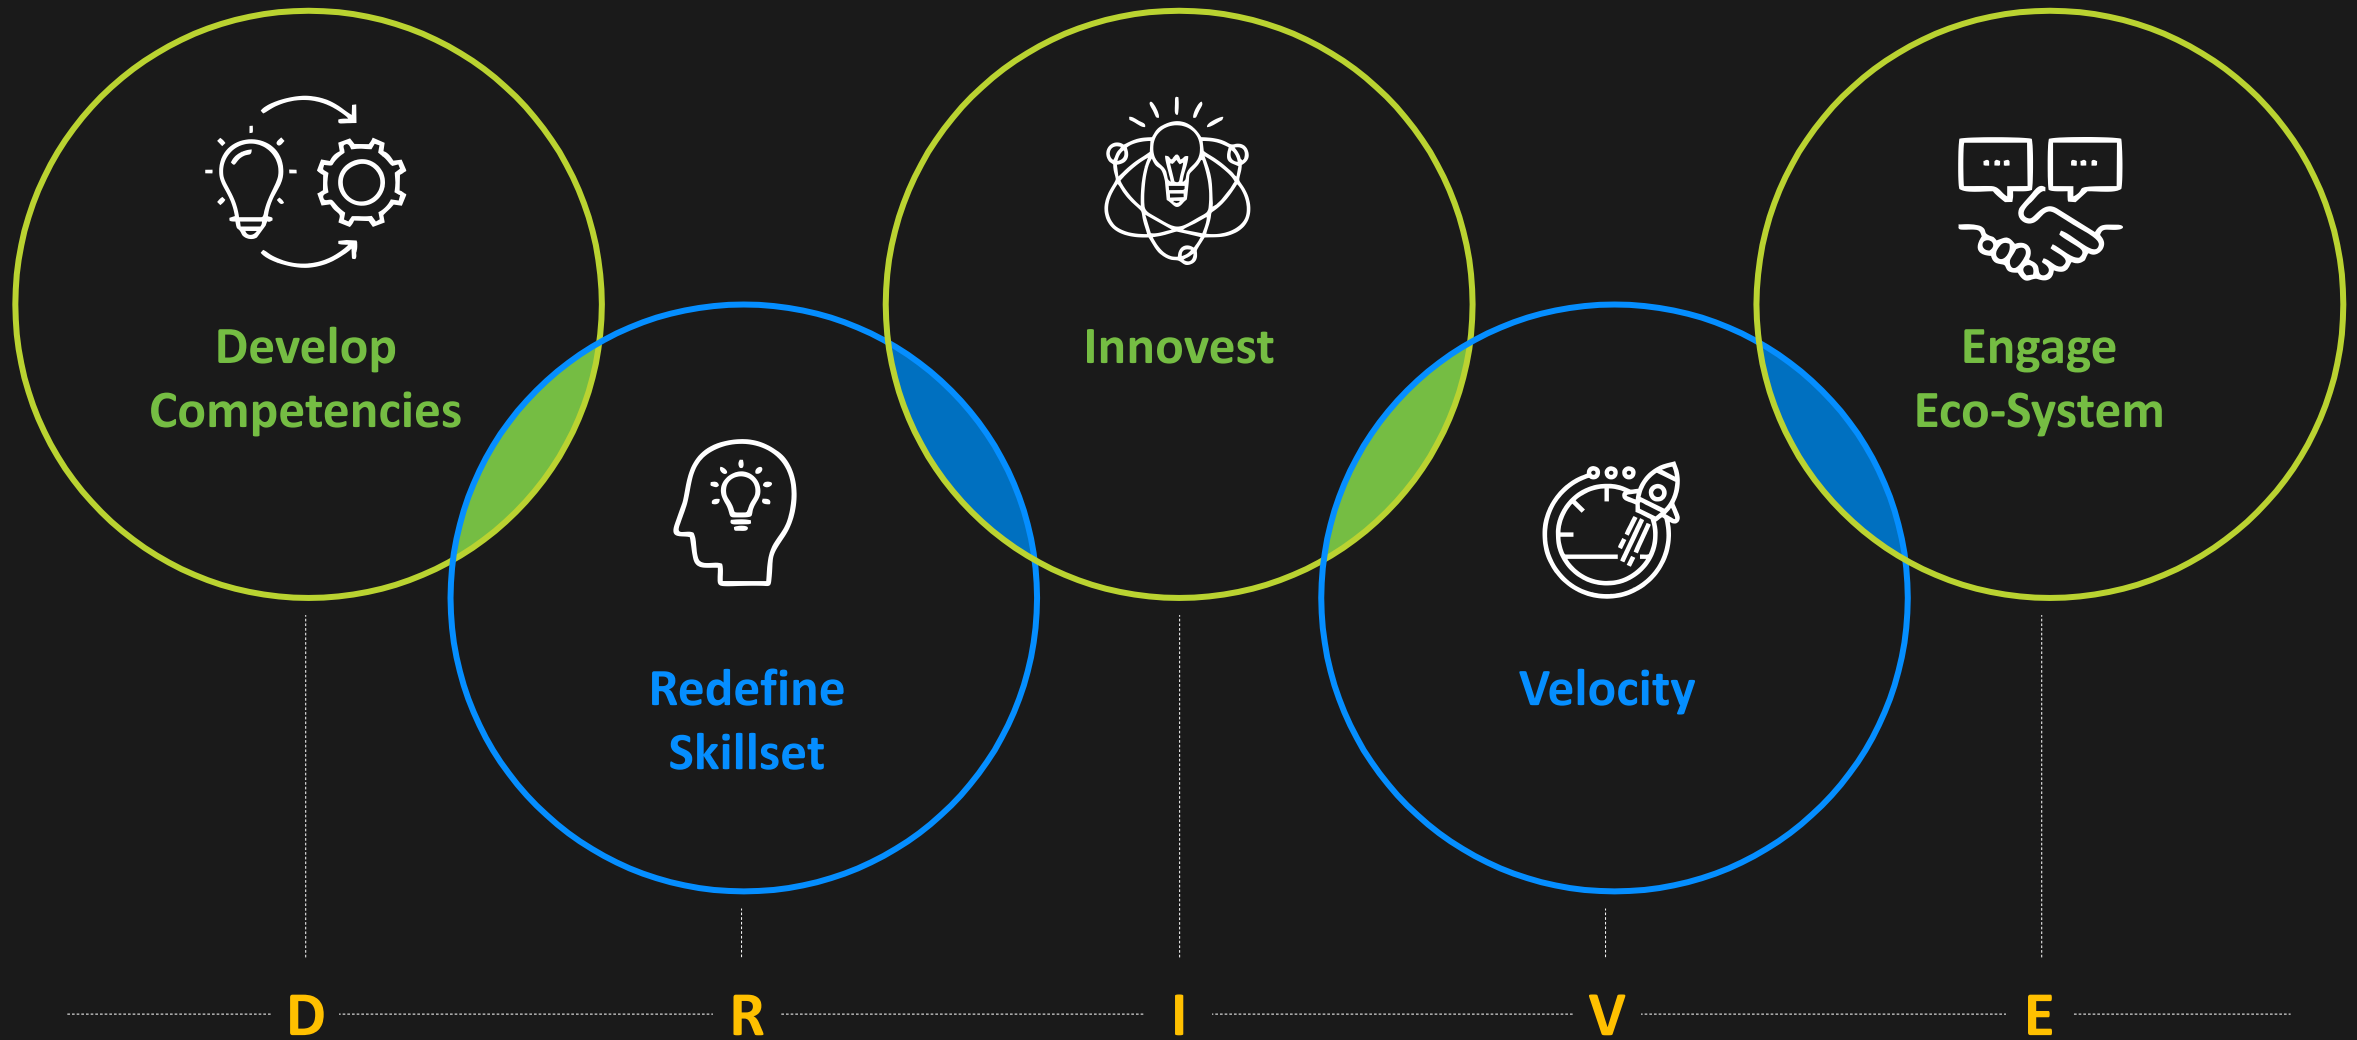 Develop
Competencies
Redefine
Skillset
Innovest
Velocity
Engage
Eco-System
D R I V E